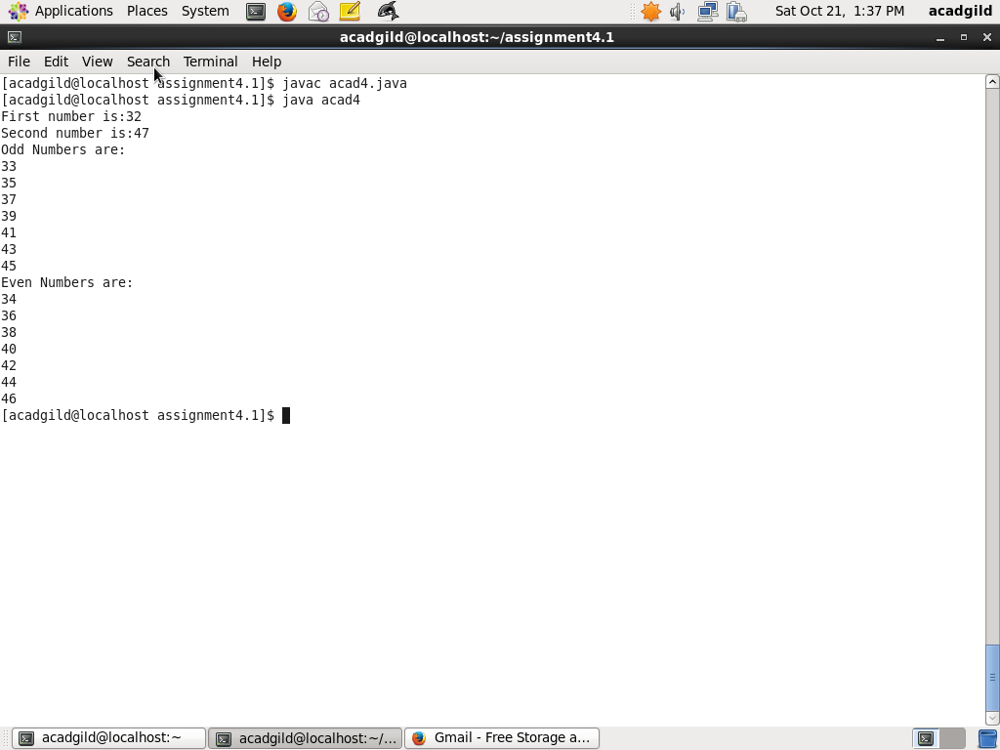 Applications Places System Sat Oct 21, 1:37 PM acadgild
acadgild@localhost:~/assignment4.1
File Edit View Search Terminal Help
[acadgild@localhost assignment4.1]$ javac acad4.java
[acadgild@localhost assignment4.1]$ java acad4
First number is:32
Second number is:47
Odd Numbers are:
33
35
37
39
41
43
45
Even Numbers are:
34
36
38
40
42
44
46
[acadgild@localhost assignment4.1]$
acadgild@localhost:~ acadgild@localhost:~/... Gmail - Free Storage a...